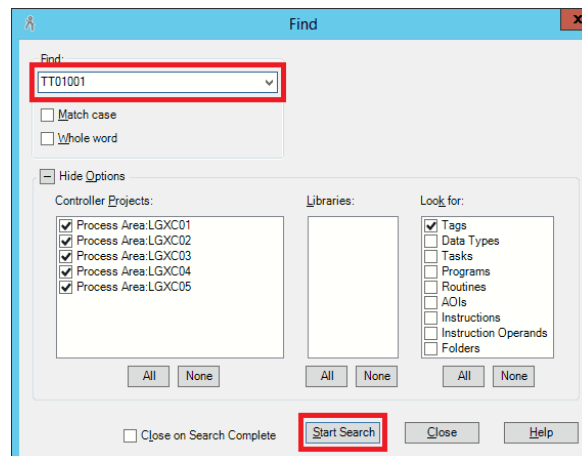 Find
Find:
TT01001
Match case
Whole word
Hide Options
Controller Projects:
Libraries:
Look for:
Process Area:LGXC01
Process Area:LGXC02
Process Area:LGXC03
Process Area:LGXC04
Process Area:LGXC05
Tags
Data Types
Tasks
Programs
Routines
AOIs
Instructions
Instruction Operands
Folders
All None
All None
All None
Close on Search Complete
Start Search
Close
Help